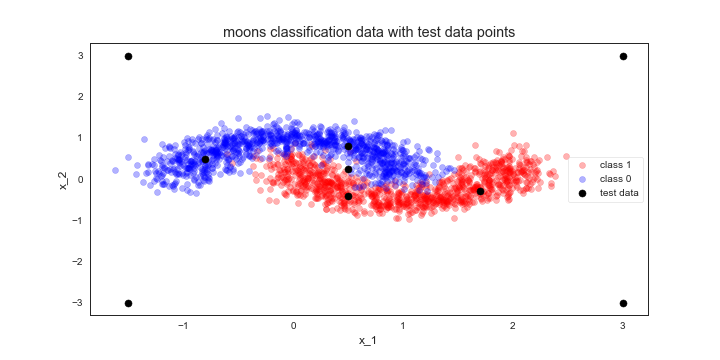 moons classification data with test data points
x_2
3
2
1
0
−1
−2
−3
−1
0
1
2
3
x_1
class 1
class 0
test data